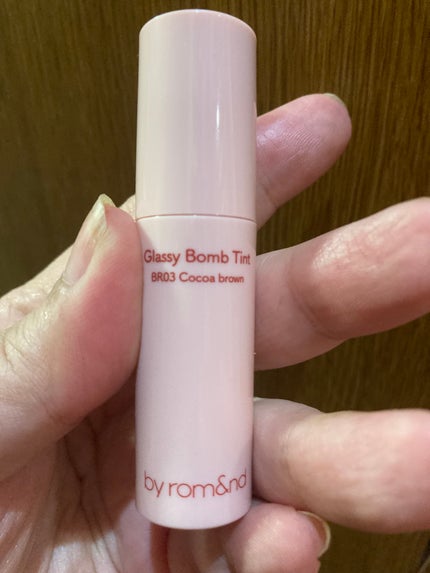 Glassy Bomb Tint
BR03 Cocoa brown
by rom&nd